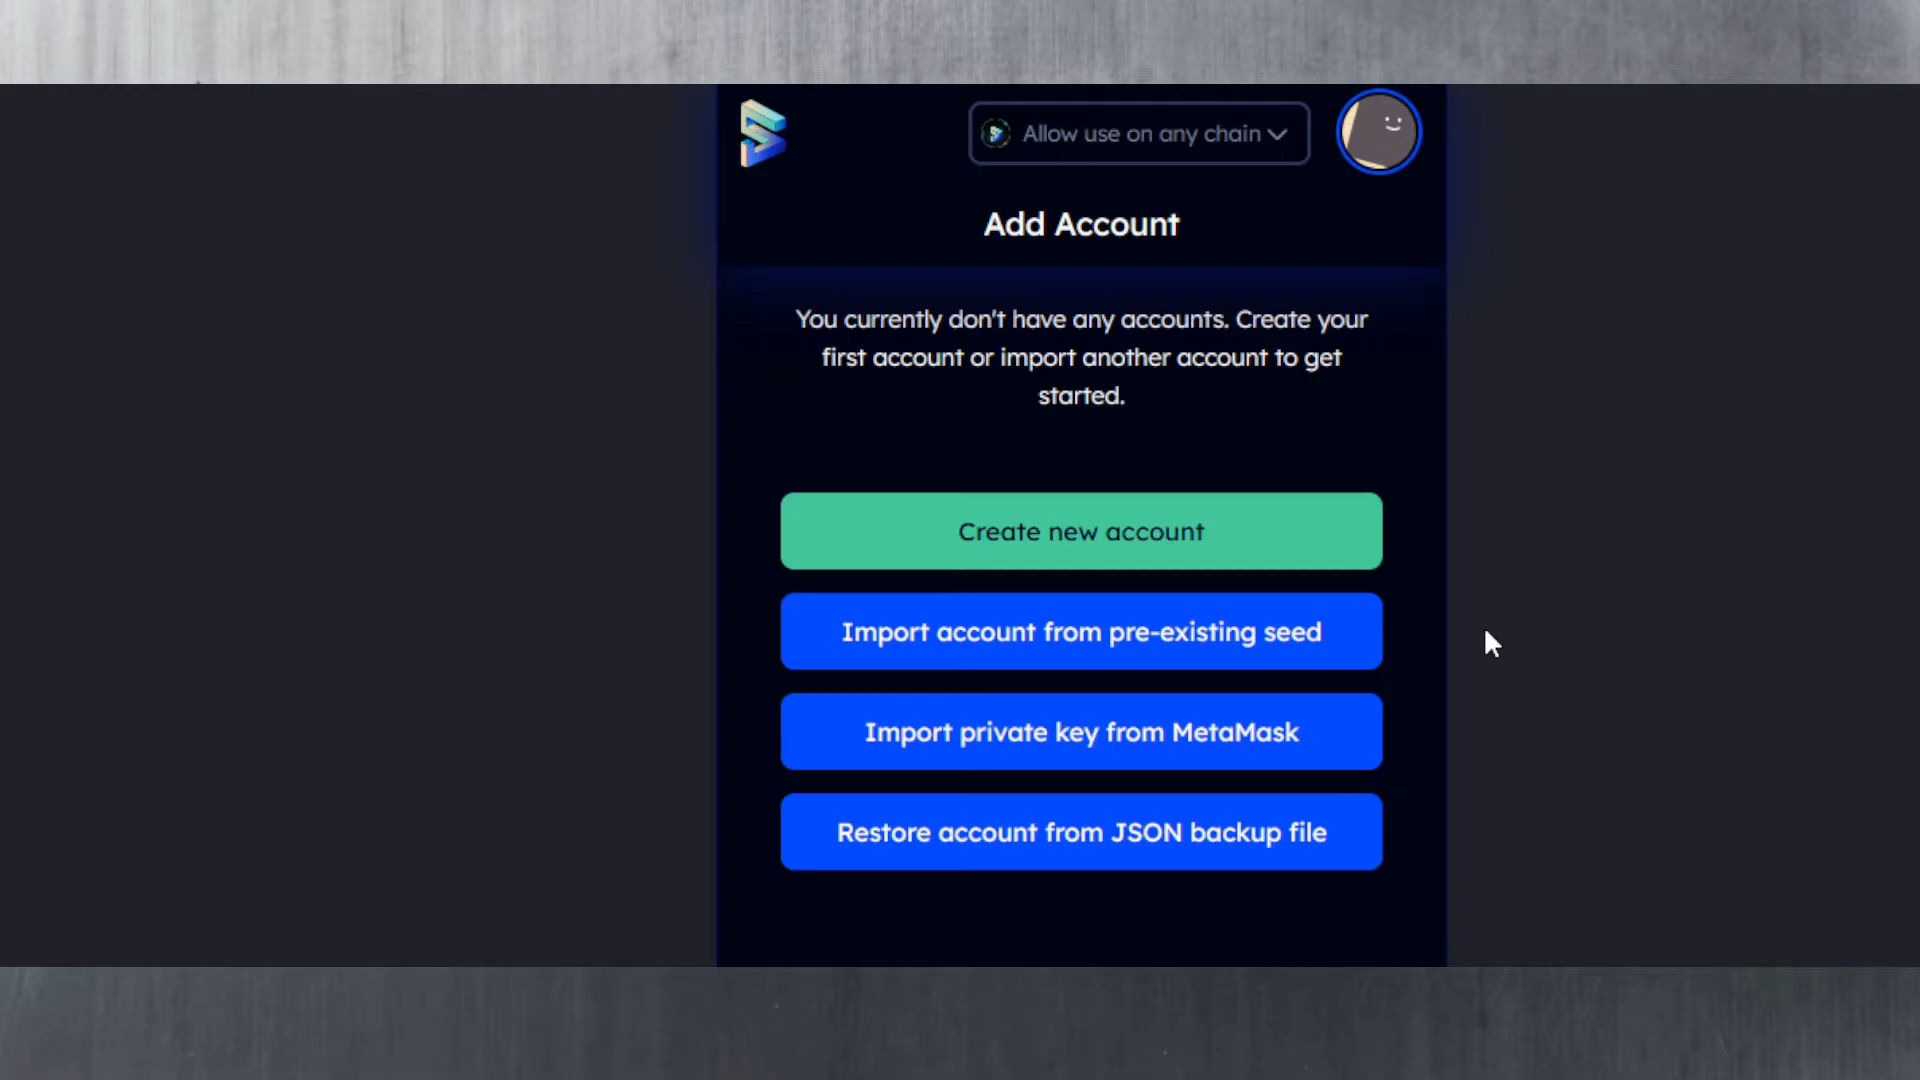 Allow use on any chain
Add Account
You currently don't have any accounts. Create your
first account or import another account to get
started.
Create new account
Import account from pre-existing seed
Import private key from MetaMask
Restore account from JSON backup file